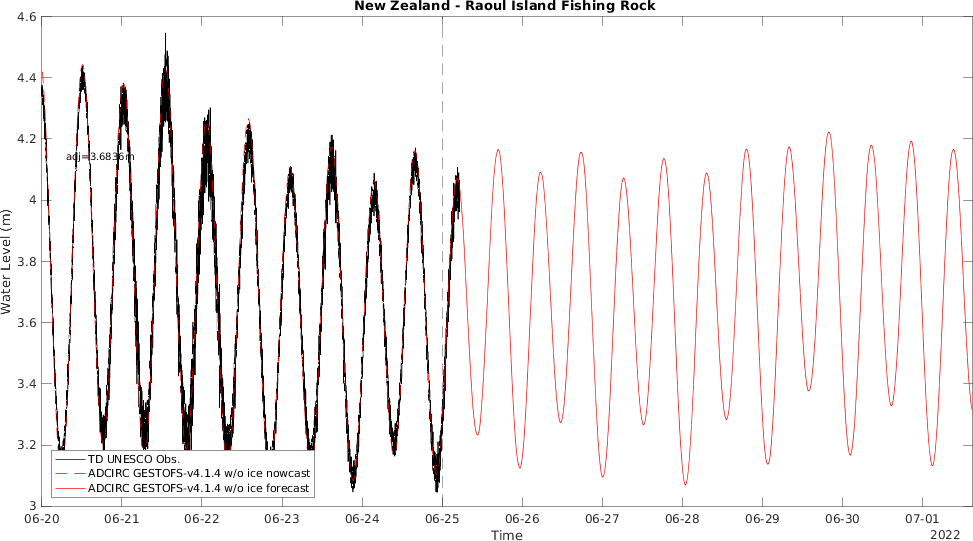 New Zealand - Raoul Island Fishing Rock
4.6
4.4
4.2
4
3.8
3.6
3.4
3.2
3
Water Level (m)
adj=3.6836m
TD UNESCO Obs.
ADCIRC GESTOFS-v4.1.4 w/o ice nowcast
ADCIRC GESTOFS-v4.1.4 w/o ice forecast
06-20 06-21 06-22 06-23 06-24 06-25 06-26 06-27 06-28 06-29 06-30 07-01
2022
Time